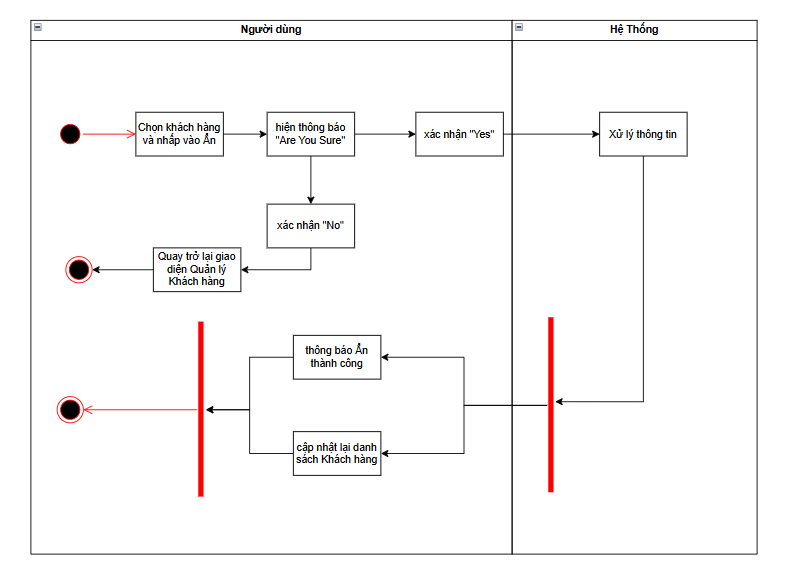 Người dùng
Hệ Thống
Chọn khách hàng
và nhấp vào Ẩn
hiện thông báo
"Are You Sure"
xác nhận "Yes"
Xử lý thông tin
xác nhận "No"
Quay trở lại giao
diện Quản lý
Khách hàng
thông báo Ẩn
thành công
cập nhật lại danh
sách Khách hàng